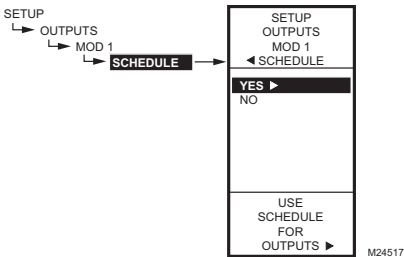 SETUP
OUTPUTS
MOD 1
SCHEDULE
SETUP
OUTPUTS
MOD 1
◄ SCHEDULE
YES ►
NO
USE
SCHEDULE
FOR
OUTPUTS ►
M24517